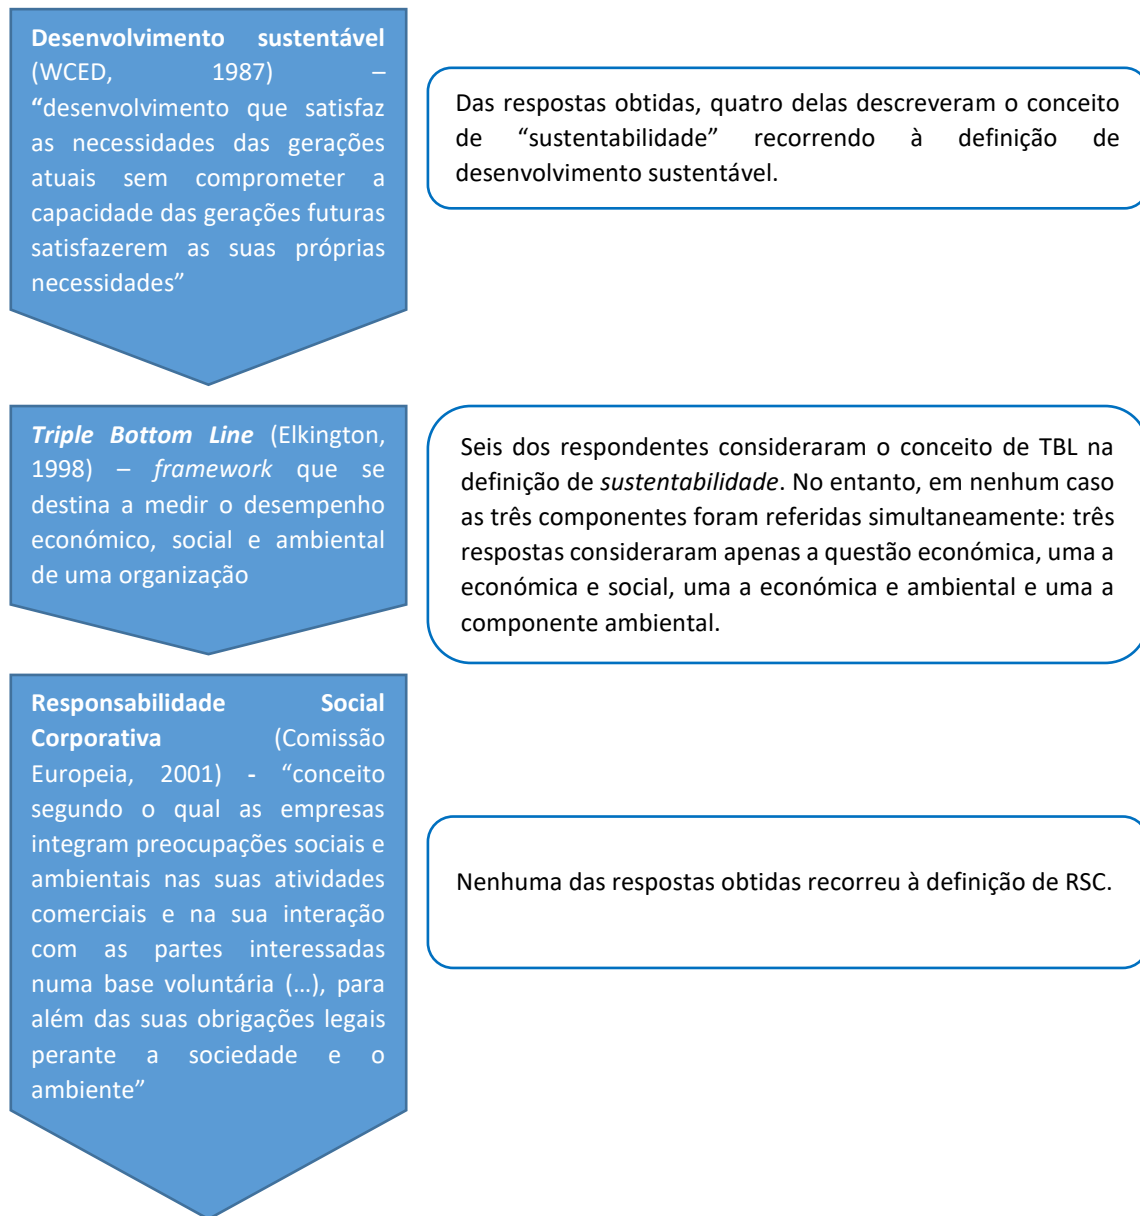 Desenvolvimento sustentável
(WCED, 1987) –
“desenvolvimento que satisfaz
as necessidades das gerações
atuais sem comprometer a
capacidade das gerações futuras
satisfazerem as suas próprias
necessidades”
Das respostas obtidas, quatro delas descreveram o conceito
de “sustentabilidade” recorrendo à definição de
desenvolvimento sustentável.
Triple Bottom Line (Elkington,
1998) – framework que se
destina a medir o desempenho
económico, social e ambiental
de uma organização
Seis dos respondentes consideraram o conceito de TBL na
definição de sustentabilidade. No entanto, em nenhum caso
as três componentes foram referidas simultaneamente: três
respostas consideraram apenas a questão económica, uma a
económica e social, uma a económica e ambiental e uma a
componente ambiental.
Responsabilidade Social
Corporativa (Comissão
Europeia, 2001) - “conceito
segundo o qual as empresas
integram preocupações sociais e
ambientais nas suas atividades
comerciais e na sua interação
com as partes interessadas
numa base voluntária (…), para
além das suas obrigações legais
perante a sociedade e o
ambiente”
Nenhuma das respostas obtidas recorreu à definição de RSC.